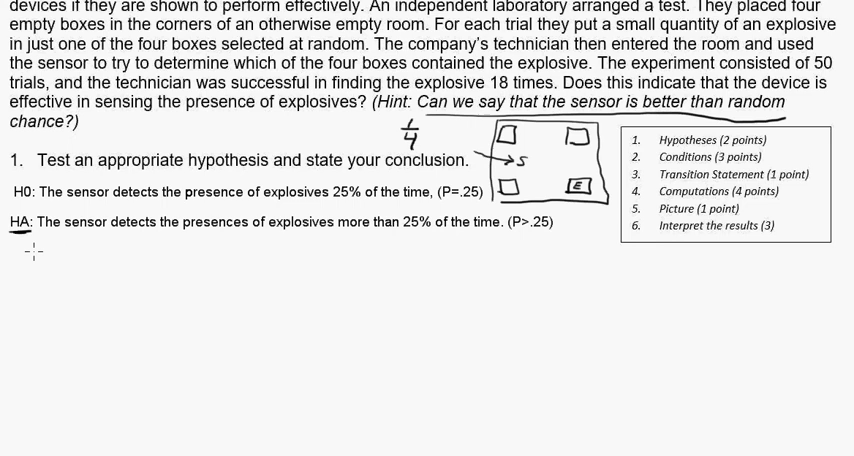 devices if they are shown to perform effectively. An independent laboratory arranged a test. They placed four
empty boxes in the corners of an otherwise empty room. For each trial they put a small quantity of an explosive
in just one of the four boxes selected at random. The company's technician then entered the room and used
the sensor to try to determine which of the four boxes contained the explosive. The experiment consisted of 50
trials, and the technician was successful in finding the explosive 18 times. Does this indicate that the device is
effective in sensing the presence of explosives? (Hint: Can we say that the sensor is better than random
chance?)
1/4
1. Test an appropriate hypothesis and state your conclusion.
S
E
H0: The sensor detects the presence of explosives 25% of the time, (P=.25)
HA: The sensor detects the presences of explosives more than 25% of the time. (P>.25)
1. Hypotheses (2 points)
2. Conditions (3 points)
3. Transition Statement (1 point)
4. Computations (4 points)
5. Picture (1 point)
6. Interpret the results (3)